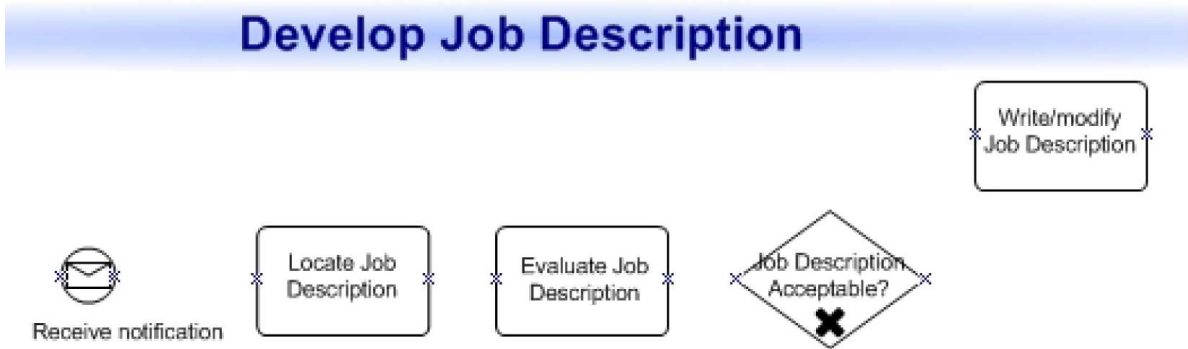 Develop Job Description
Write/modify
Job Description
Receive notification
Locate Job
Description
Evaluate Job
Description
Job Description
Acceptable?